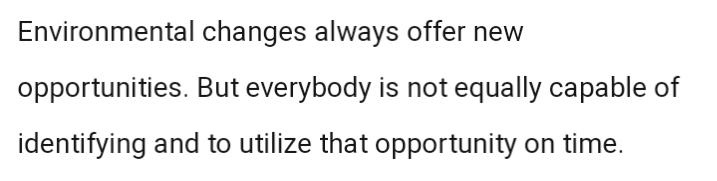 Environmental changes always offer new
opportunities. But everybody is not equally capable of
identifying and to utilize that opportunity on time.